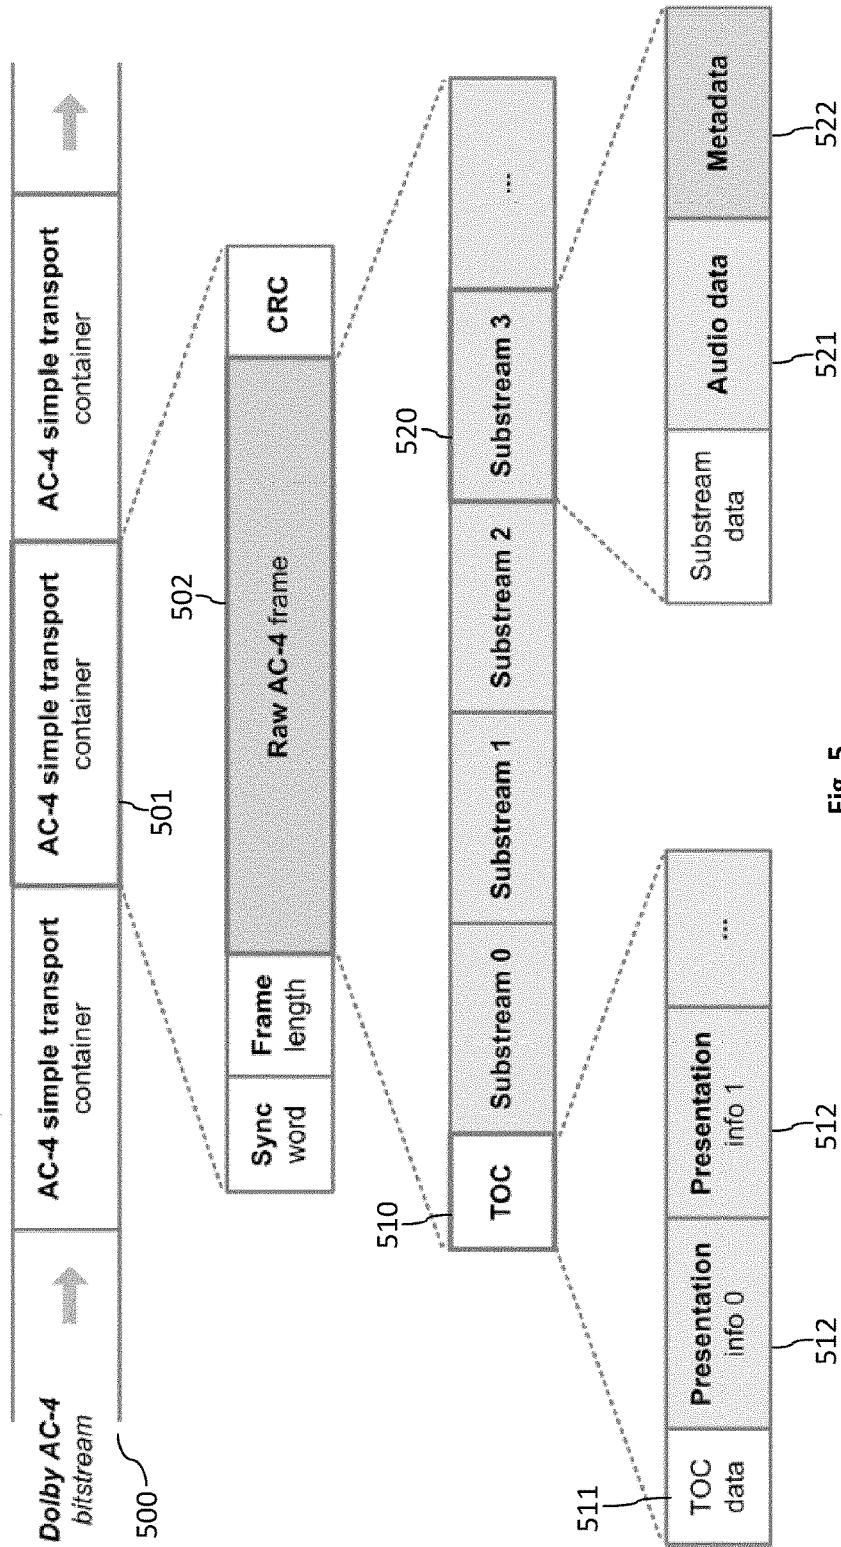 Dolby AC-4
bitstream
AC-4 simple transport
container
AC-4 simple transport
container
AC-4 simple transport
container
500
501
Sync
word
Frame
length
Raw AC-4 frame
CRC
502
510
TOC
Substream 0
Substream 1
Substream 2
Substream 3
...
520
511
TOC
data
Presentation
info 0
Presentation
info 1
...
512
512
Substream
data
Audio data
Metadata
521
522
Fig. 5